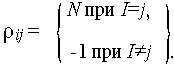 ρij = { N при I=j,
-1 при I≠j }.